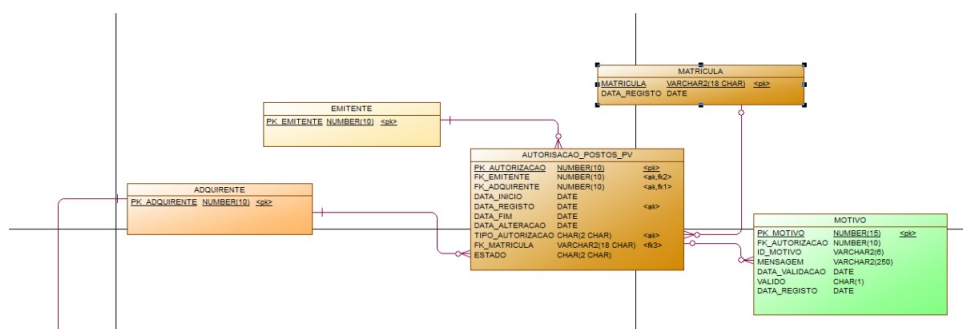 MATRICULA
MATRICULA VARCHAR2(18 CHAR) <pk>
DATA_REGISTO DATE
EMITENTE
PK_EMITENTE NUMBER(10) <pk>
AUTORISACAO_POSTOS_PV
PK_AUTORIZACAO NUMBER(10) <pk>
FK_EMITENTE NUMBER(10) <ak,fk2>
FK_ADQUIRENTE NUMBER(10) <ak,fk1>
DATA_INICIO DATE
DATA_REGISTO DATE <ak>
DATA_FIM DATE
DATA_ALTERACAO DATE
TIPO_AUTORIZACAO CHAR(2 CHAR) <ak>
FK_MATRICULA VARCHAR2(18 CHAR) <fk3>
ESTADO CHAR(2 CHAR)
ADQUIRENTE
PK_ADQUIRENTE NUMBER(10) <pk>
MOTIVO
PK_MOTIVO NUMBER(15) <pk>
FK_AUTORIZACAO NUMBER(10)
ID_MOTIVO VARCHAR2(6)
MENSAGEM VARCHAR2(250)
DATA_VALIDACAO DATE
VALIDO CHAR(1)
DATA_REGISTO DATE